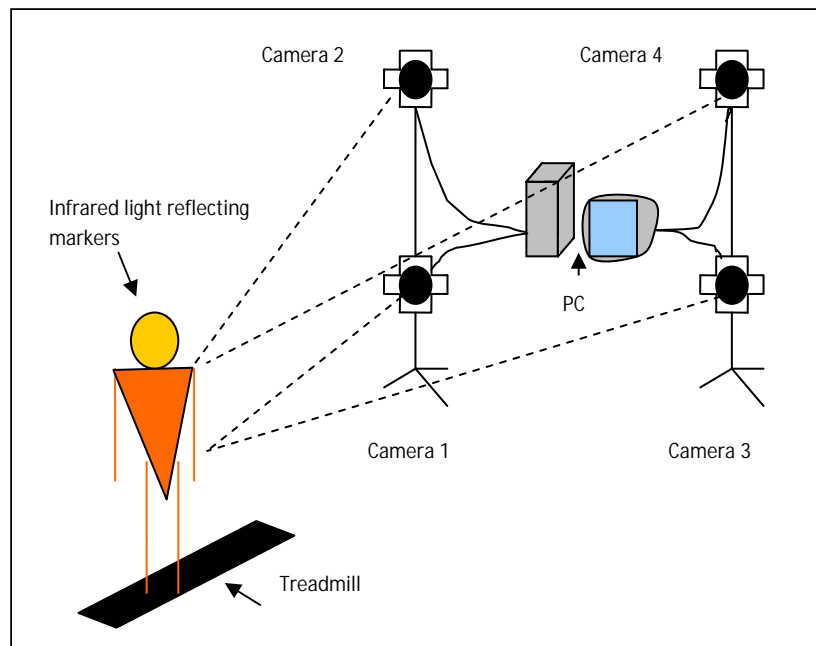 Camera 2
Camera 4
Infrared light reflecting
markers
PC
Camera 1
Camera 3
Treadmill